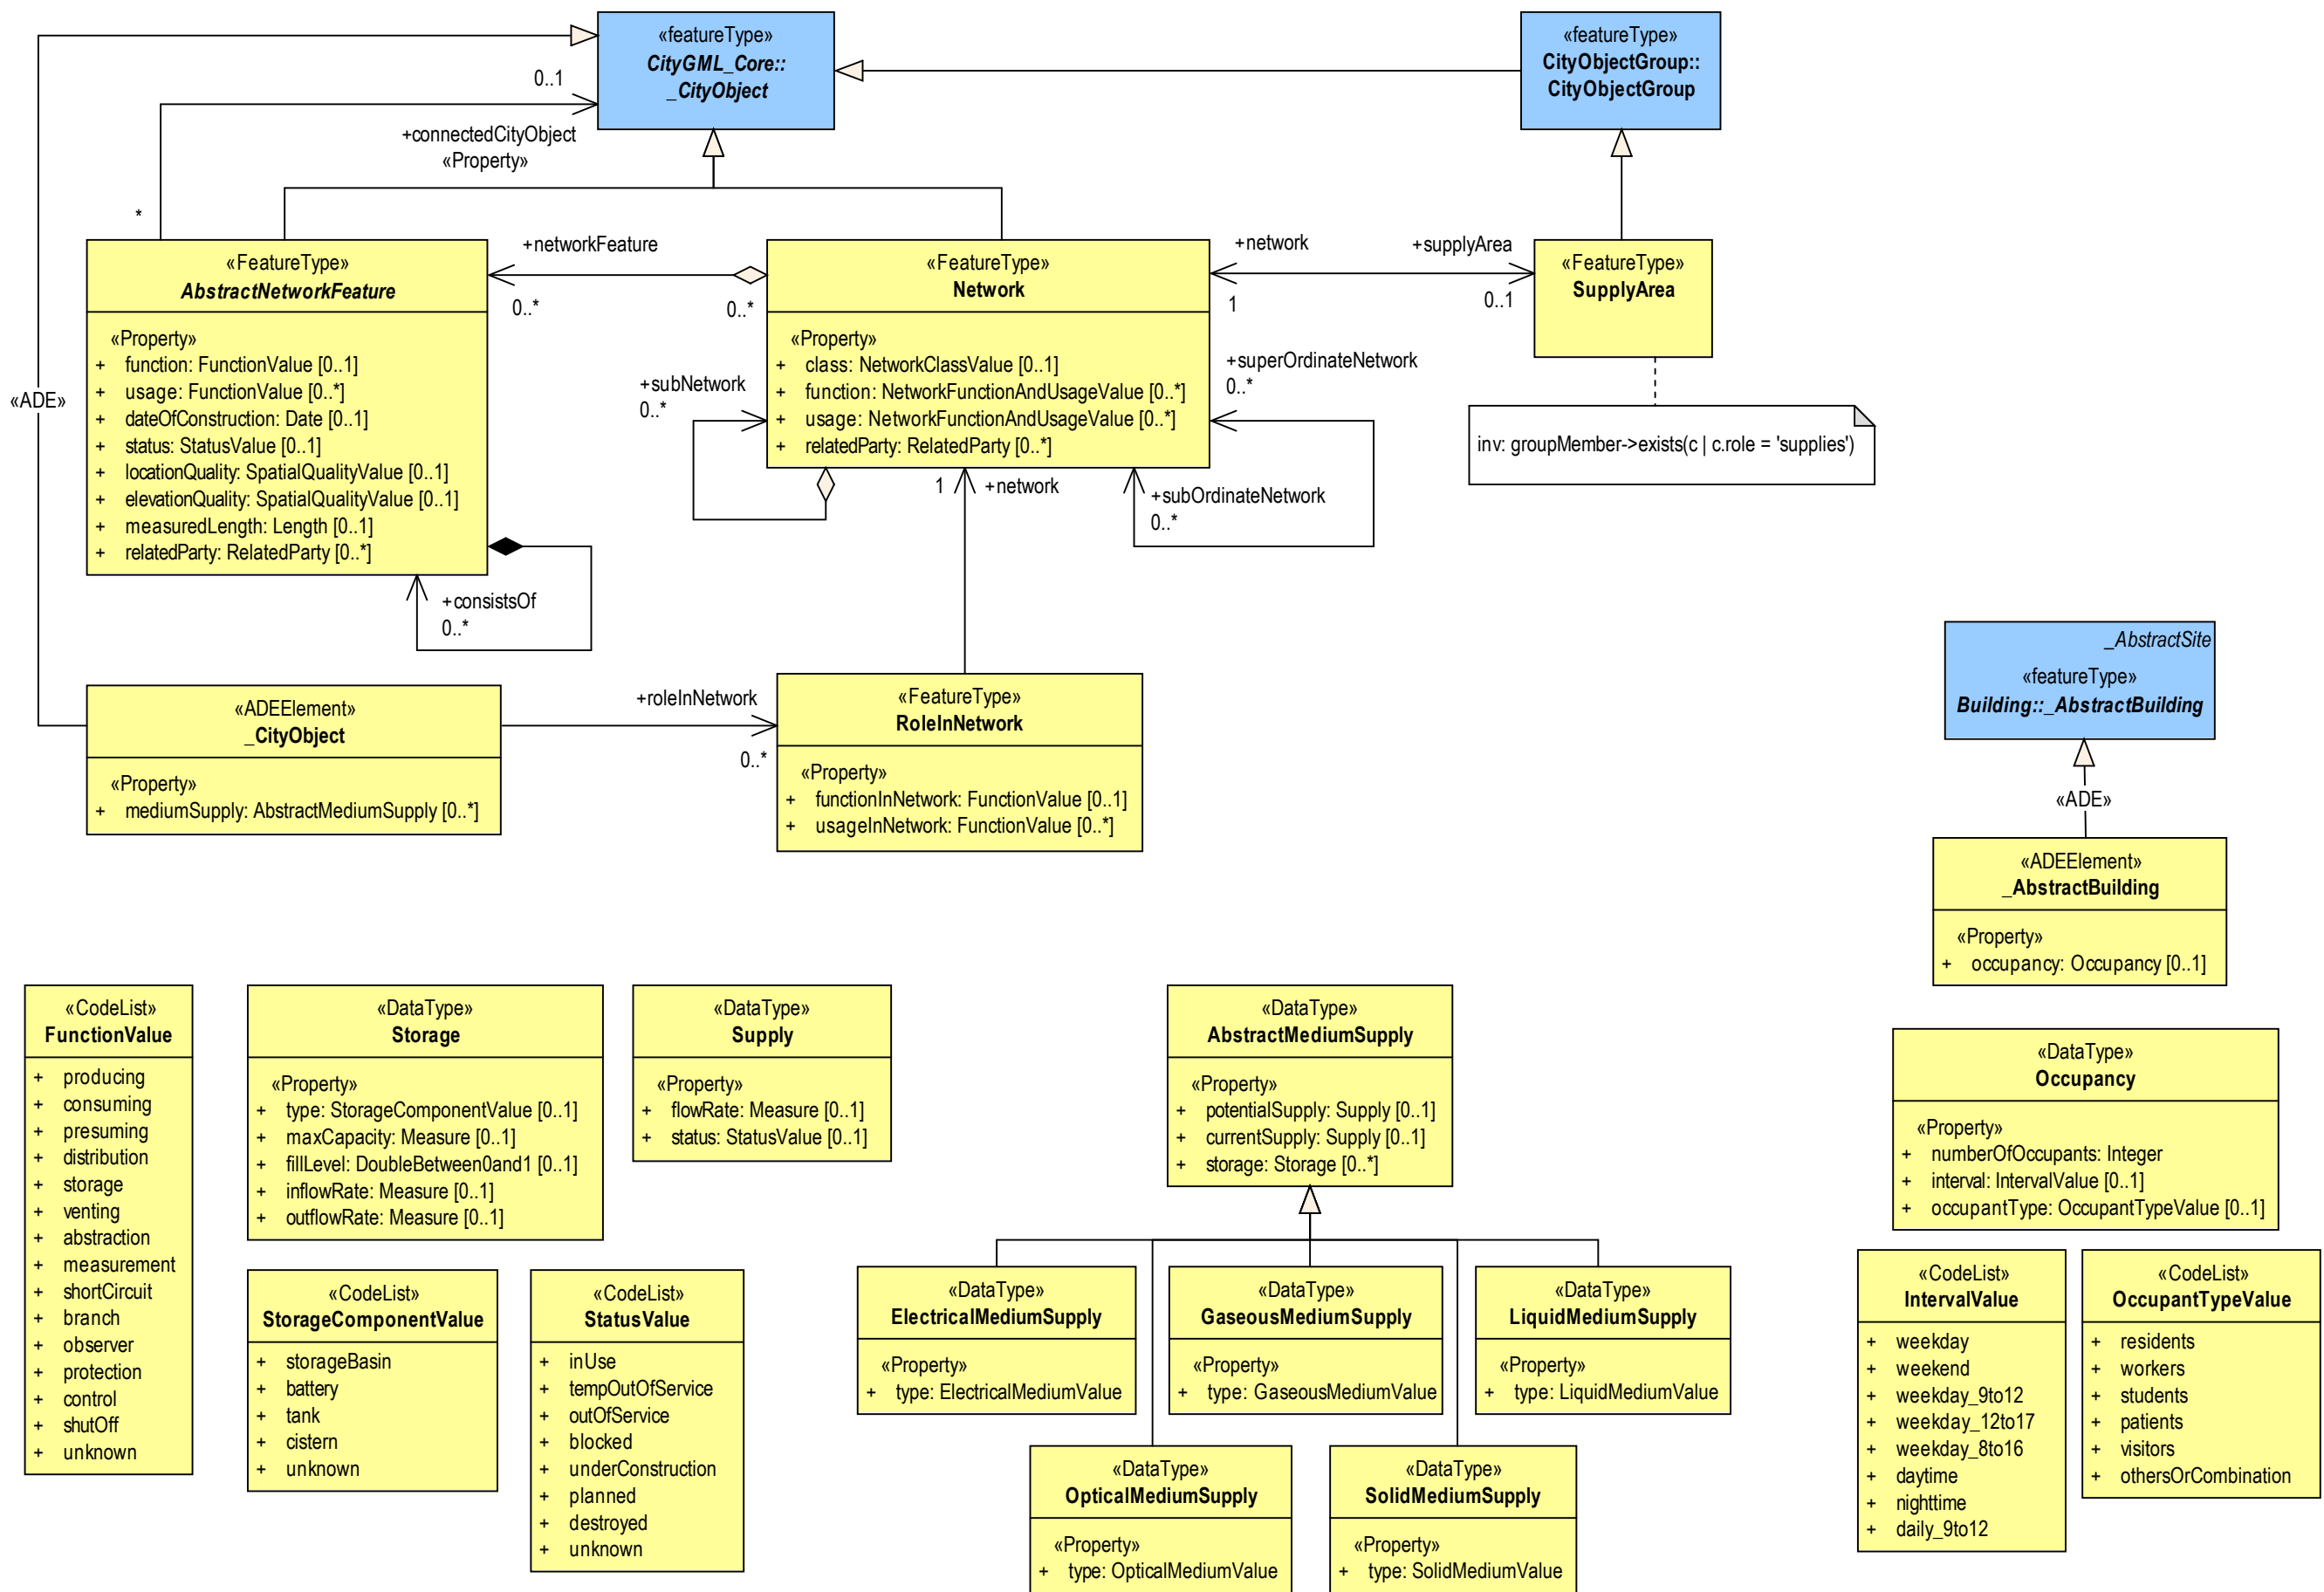 «featureType»
CityGML_Core::
_CityObject
«featureType»
CityObjectGroup::
CityObjectGroup
0..1
+connectedCityObject
«Property»
*
«ADE»
«FeatureType»
AbstractNetworkFeature
«Property»
+ function: FunctionValue [0..1]
+ usage: FunctionValue [0..*]
+ dateOfConstruction: Date [0..1]
+ status: StatusValue [0..1]
+ locationQuality: SpatialQualityValue [0..1]
+ elevationQuality: SpatialQualityValue [0..1]
+ measuredLength: Length [0..1]
+ relatedParty: RelatedParty [0..*]
+consistsOf
0..*
+networkFeature
0..*
0..*
«FeatureType»
Network
«Property»
+ class: NetworkClassValue [0..1]
+ function: NetworkFunctionAndUsageValue [0..*]
+ usage: NetworkFunctionAndUsageValue [0..*]
+ relatedParty: RelatedParty [0..*]
+subNetwork
0..*
+network
1
+supplyArea
0..1
+superOrdinateNetwork
0..*
+subOrdinateNetwork
0..*
1
+network
«FeatureType»
SupplyArea
inv: groupMember->exists(c | c.role = 'supplies')
«ADEElement»
_CityObject
«Property»
+ mediumSupply: AbstractMediumSupply [0..*]
+roleInNetwork
0..*
«FeatureType»
RoleInNetwork
«Property»
+ functionInNetwork: FunctionValue [0..1]
+ usageInNetwork: FunctionValue [0..*]
_AbstractSite
«featureType»
Building::_AbstractBuilding
«ADE»
«ADEElement»
_AbstractBuilding
«Property»
+ occupancy: Occupancy [0..1]
«CodeList»
FunctionValue
+ producing
+ consuming
+ presuming
+ distribution
+ storage
+ venting
+ abstraction
+ measurement
+ shortCircuit
+ branch
+ observer
+ protection
+ control
+ shutOff
+ unknown
«DataType»
Storage
«Property»
+ type: StorageComponentValue [0..1]
+ maxCapacity: Measure [0..1]
+ fillLevel: DoubleBetween0and1 [0..1]
+ inflowRate: Measure [0..1]
+ outflowRate: Measure [0..1]
«DataType»
Supply
«Property»
+ flowRate: Measure [0..1]
+ status: StatusValue [0..1]
«CodeList»
StorageComponentValue
+ storageBasin
+ battery
+ tank
+ cistern
+ unknown
«CodeList»
StatusValue
+ inUse
+ tempOutOfService
+ outOfService
+ blocked
+ underConstruction
+ planned
+ destroyed
+ unknown
«DataType»
AbstractMediumSupply
«Property»
+ potentialSupply: Supply [0..1]
+ currentSupply: Supply [0..1]
+ storage: Storage [0..*]
«DataType»
ElectricalMediumSupply
«Property»
+ type: ElectricalMediumValue
«DataType»
GaseousMediumSupply
«Property»
+ type: GaseousMediumValue
«DataType»
LiquidMediumSupply
«Property»
+ type: LiquidMediumValue
«DataType»
OpticalMediumSupply
«Property»
+ type: OpticalMediumValue
«DataType»
SolidMediumSupply
«Property»
+ type: SolidMediumValue
«DataType»
Occupancy
«Property»
+ numberOfOccupants: Integer
+ interval: IntervalValue [0..1]
+ occupantType: OccupantTypeValue [0..1]
«CodeList»
IntervalValue
+ weekday
+ weekend
+ weekday_9to12
+ weekday_12to17
+ weekday_8to16
+ daytime
+ nighttime
+ daily_9to12
«CodeList»
OccupantTypeValue
+ residents
+ workers
+ students
+ patients
+ visitors
+ othersOrCombination